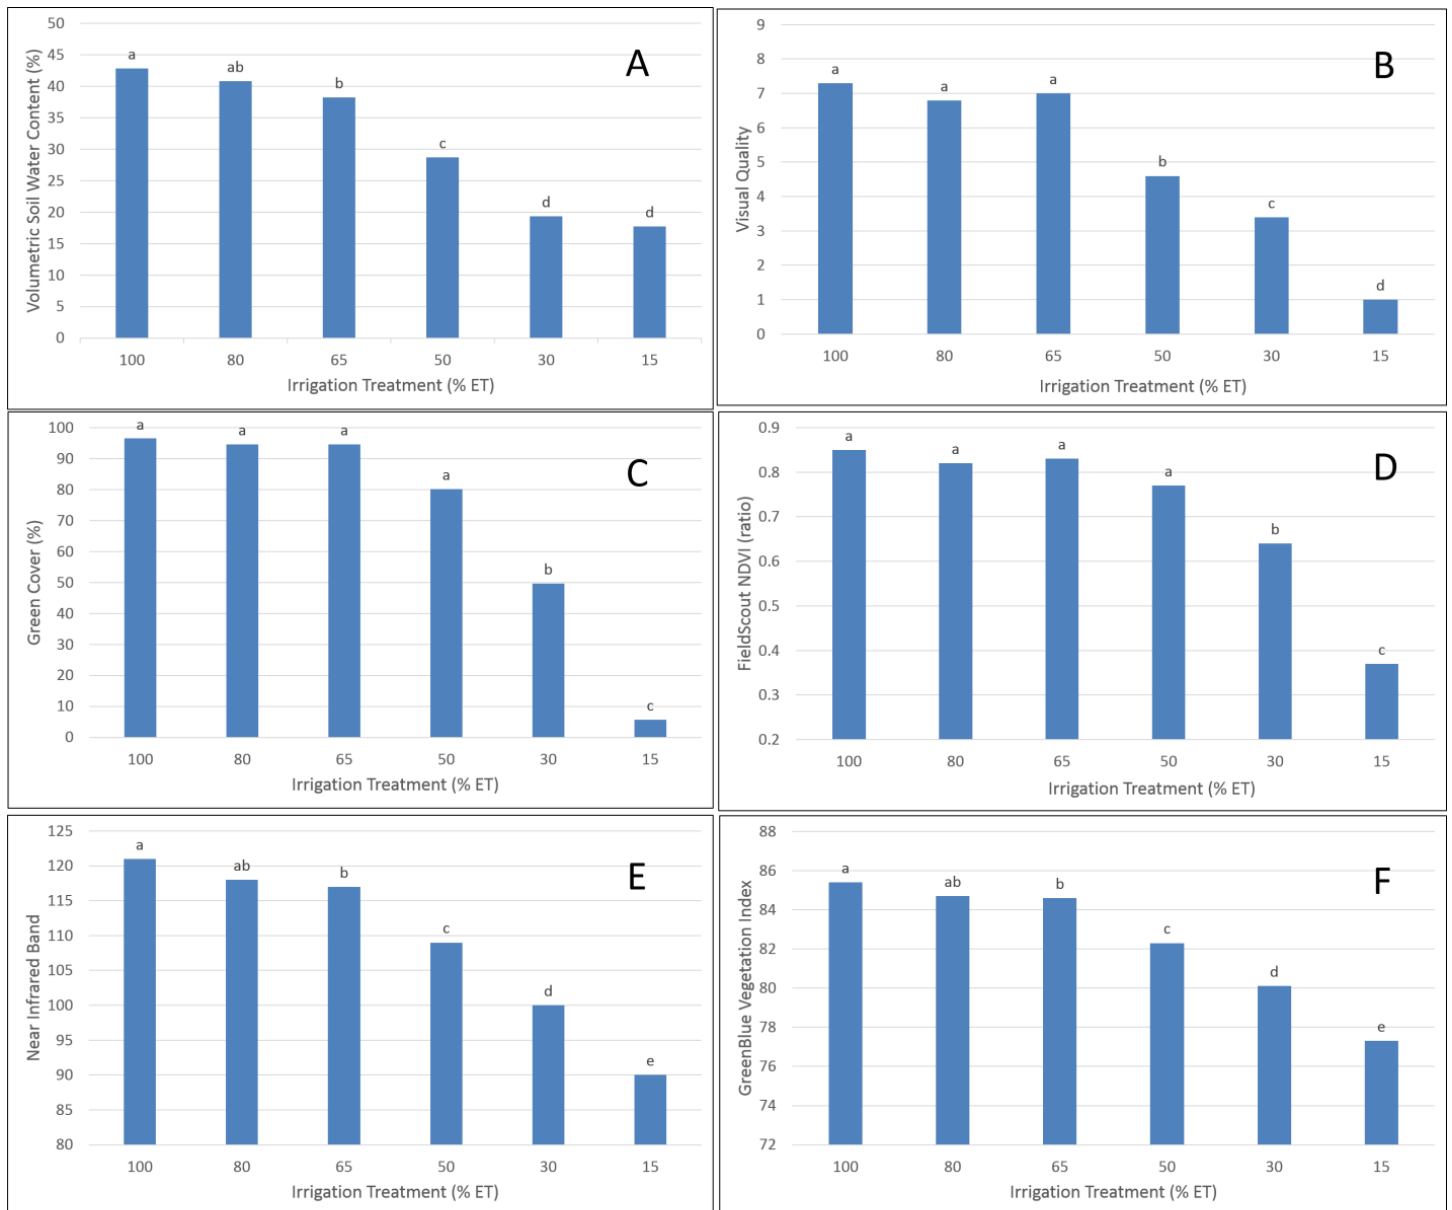 A
Volumetric Soil Water Content (%)
50
45
40
35
30
25
20
15
10
5
0
a
ab
b
c
d
d
100 80 65 50 30 15
Irrigation Treatment (% ET)
B
Visual Quality
9
8
7
6
5
4
3
2
1
0
a
a
a
b
c
d
100 80 65 50 30 15
Irrigation Treatment (% ET)
C
Green Cover (%)
100
90
80
70
60
50
40
30
20
10
0
a
a
a
a
b
c
100 80 65 50 30 15
Irrigation Treatment (% ET)
D
FieldScout NDVI (ratio)
0.9
0.8
0.7
0.6
0.5
0.4
0.3
0.2
a
a
a
a
b
c
100 80 65 50 30 15
Irrigation Treatment (% ET)
E
Near Infrared Band
125
120
115
110
105
100
95
90
85
80
a
ab
b
c
d
e
100 80 65 50 30 15
Irrigation Treatment (% ET)
F
GreenBlue Vegetation Index
88
86
84
82
80
78
76
74
72
a
ab
b
c
d
e
100 80 65 50 30 15
Irrigation Treatment (% ET)